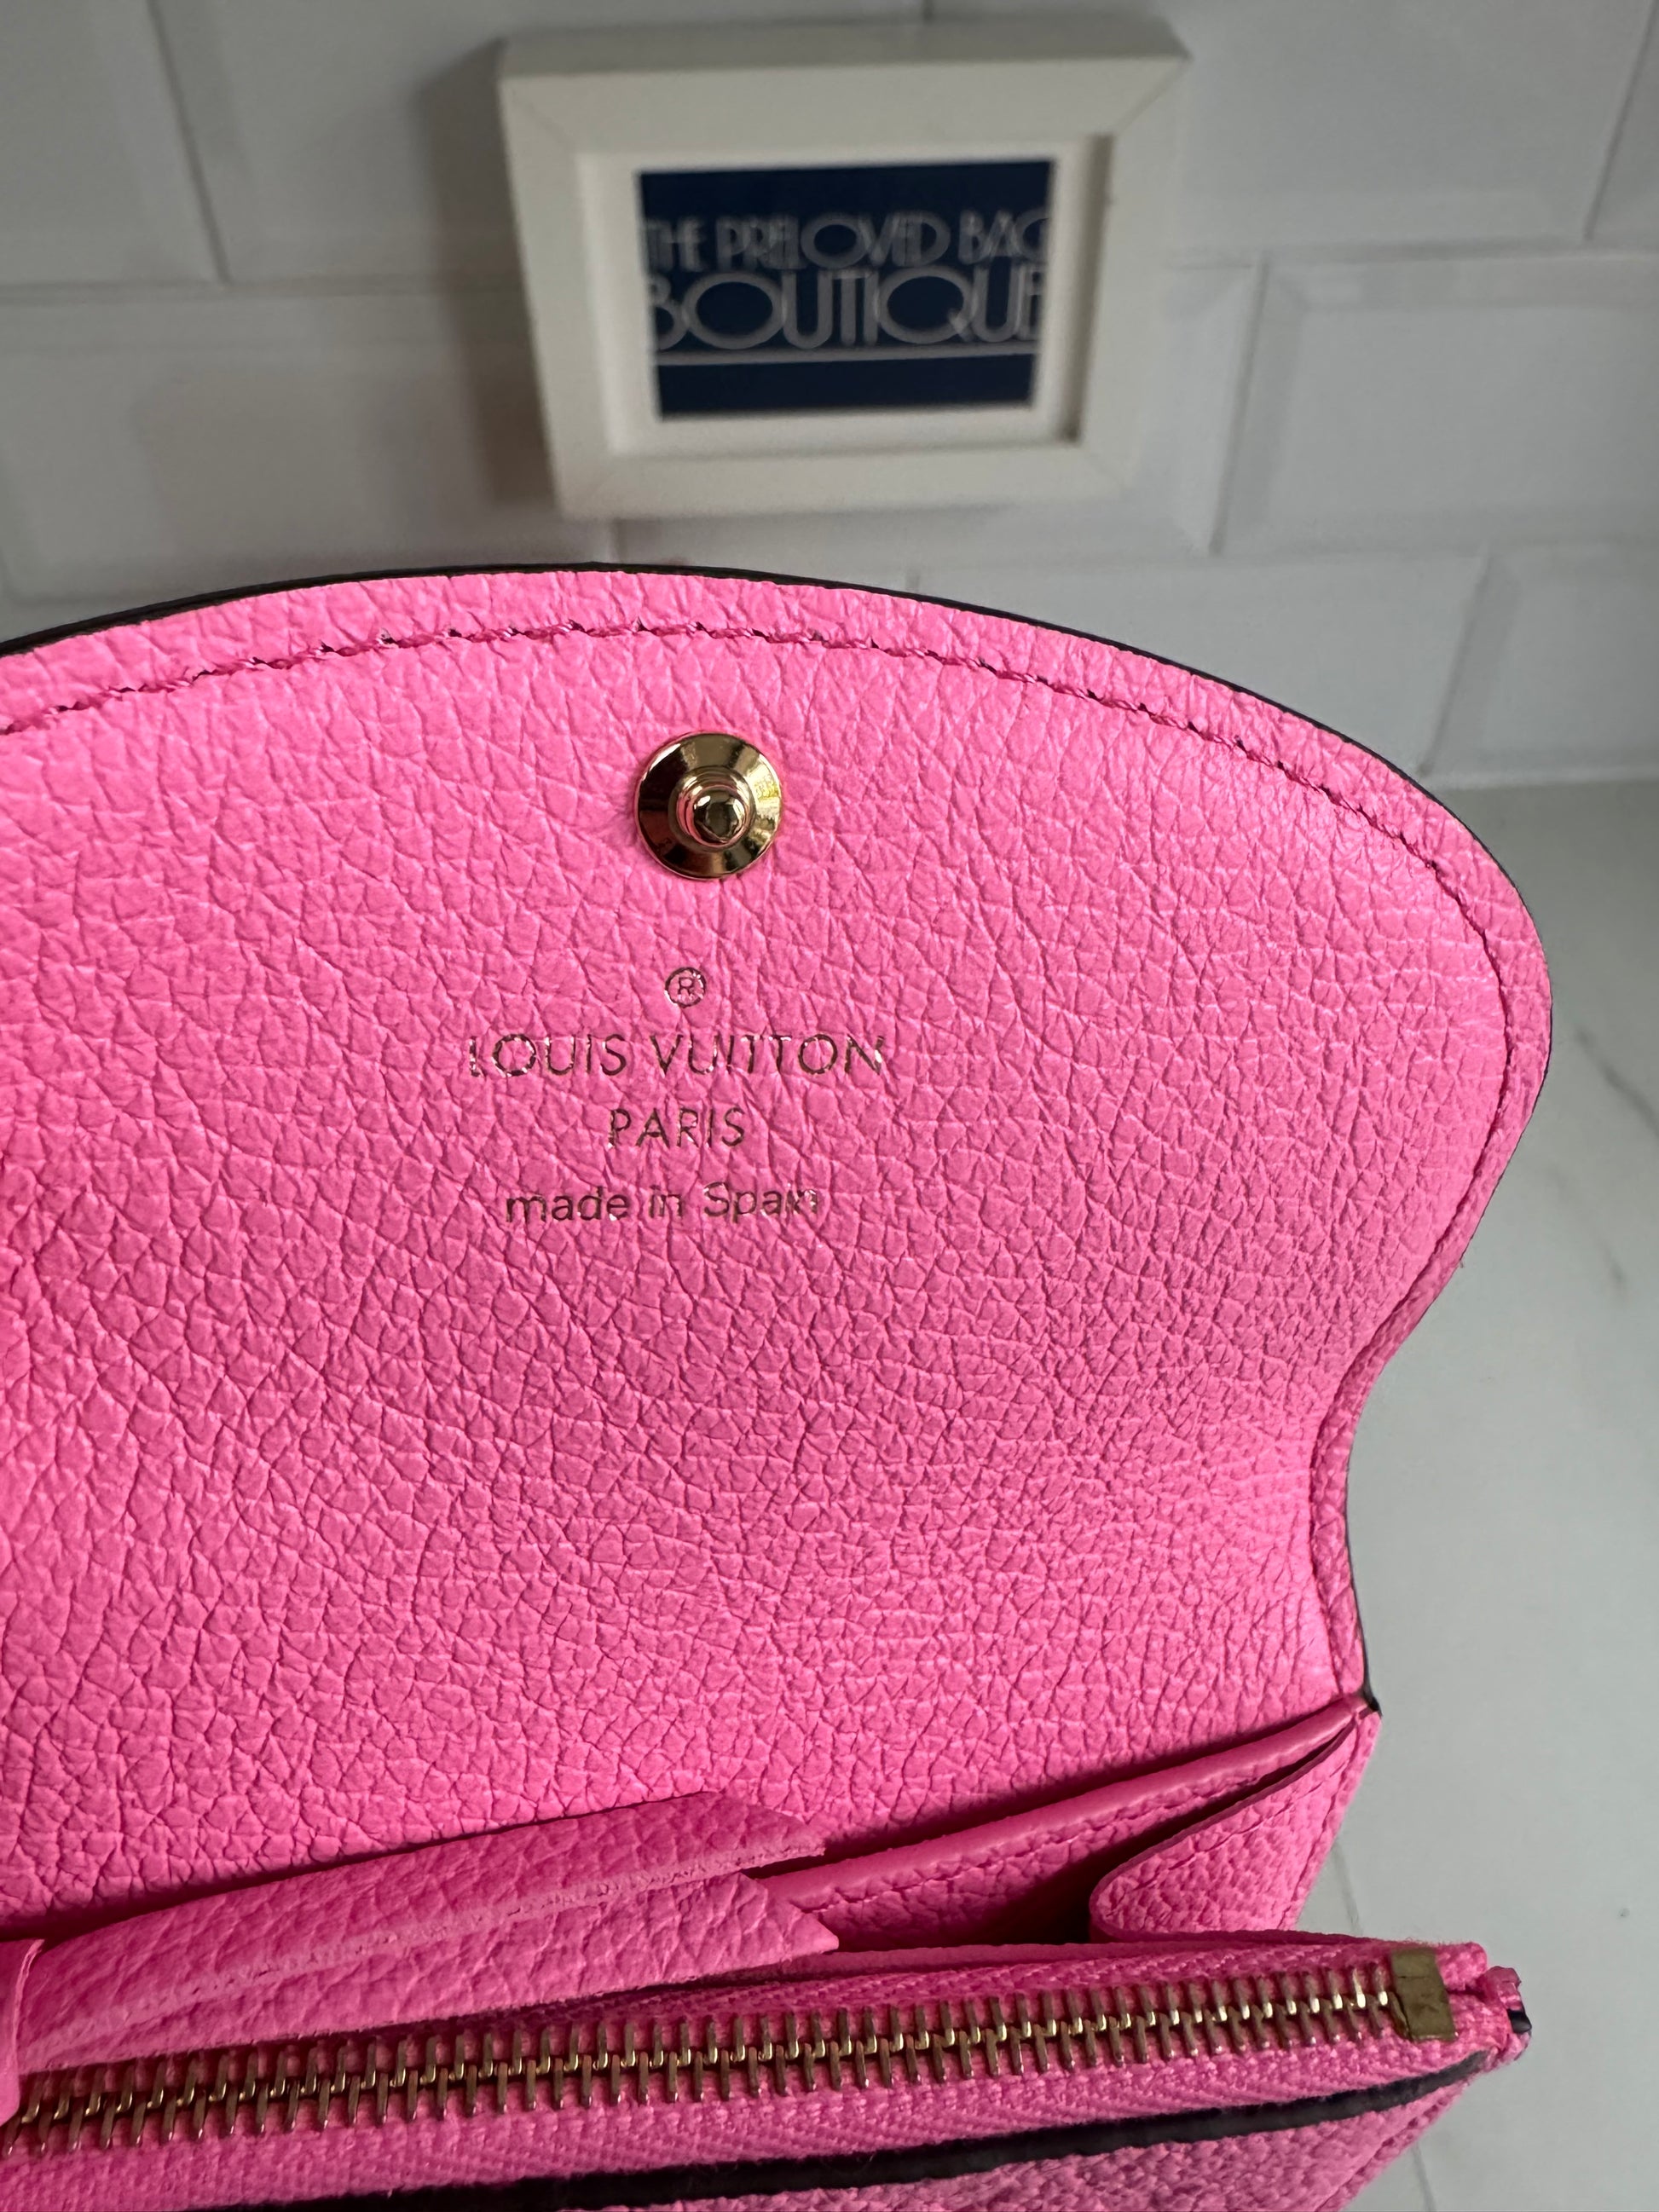 THE PRELOVED BAG
BOUTIQUE
®
LOUIS VUITTON
PARIS
made in Spain